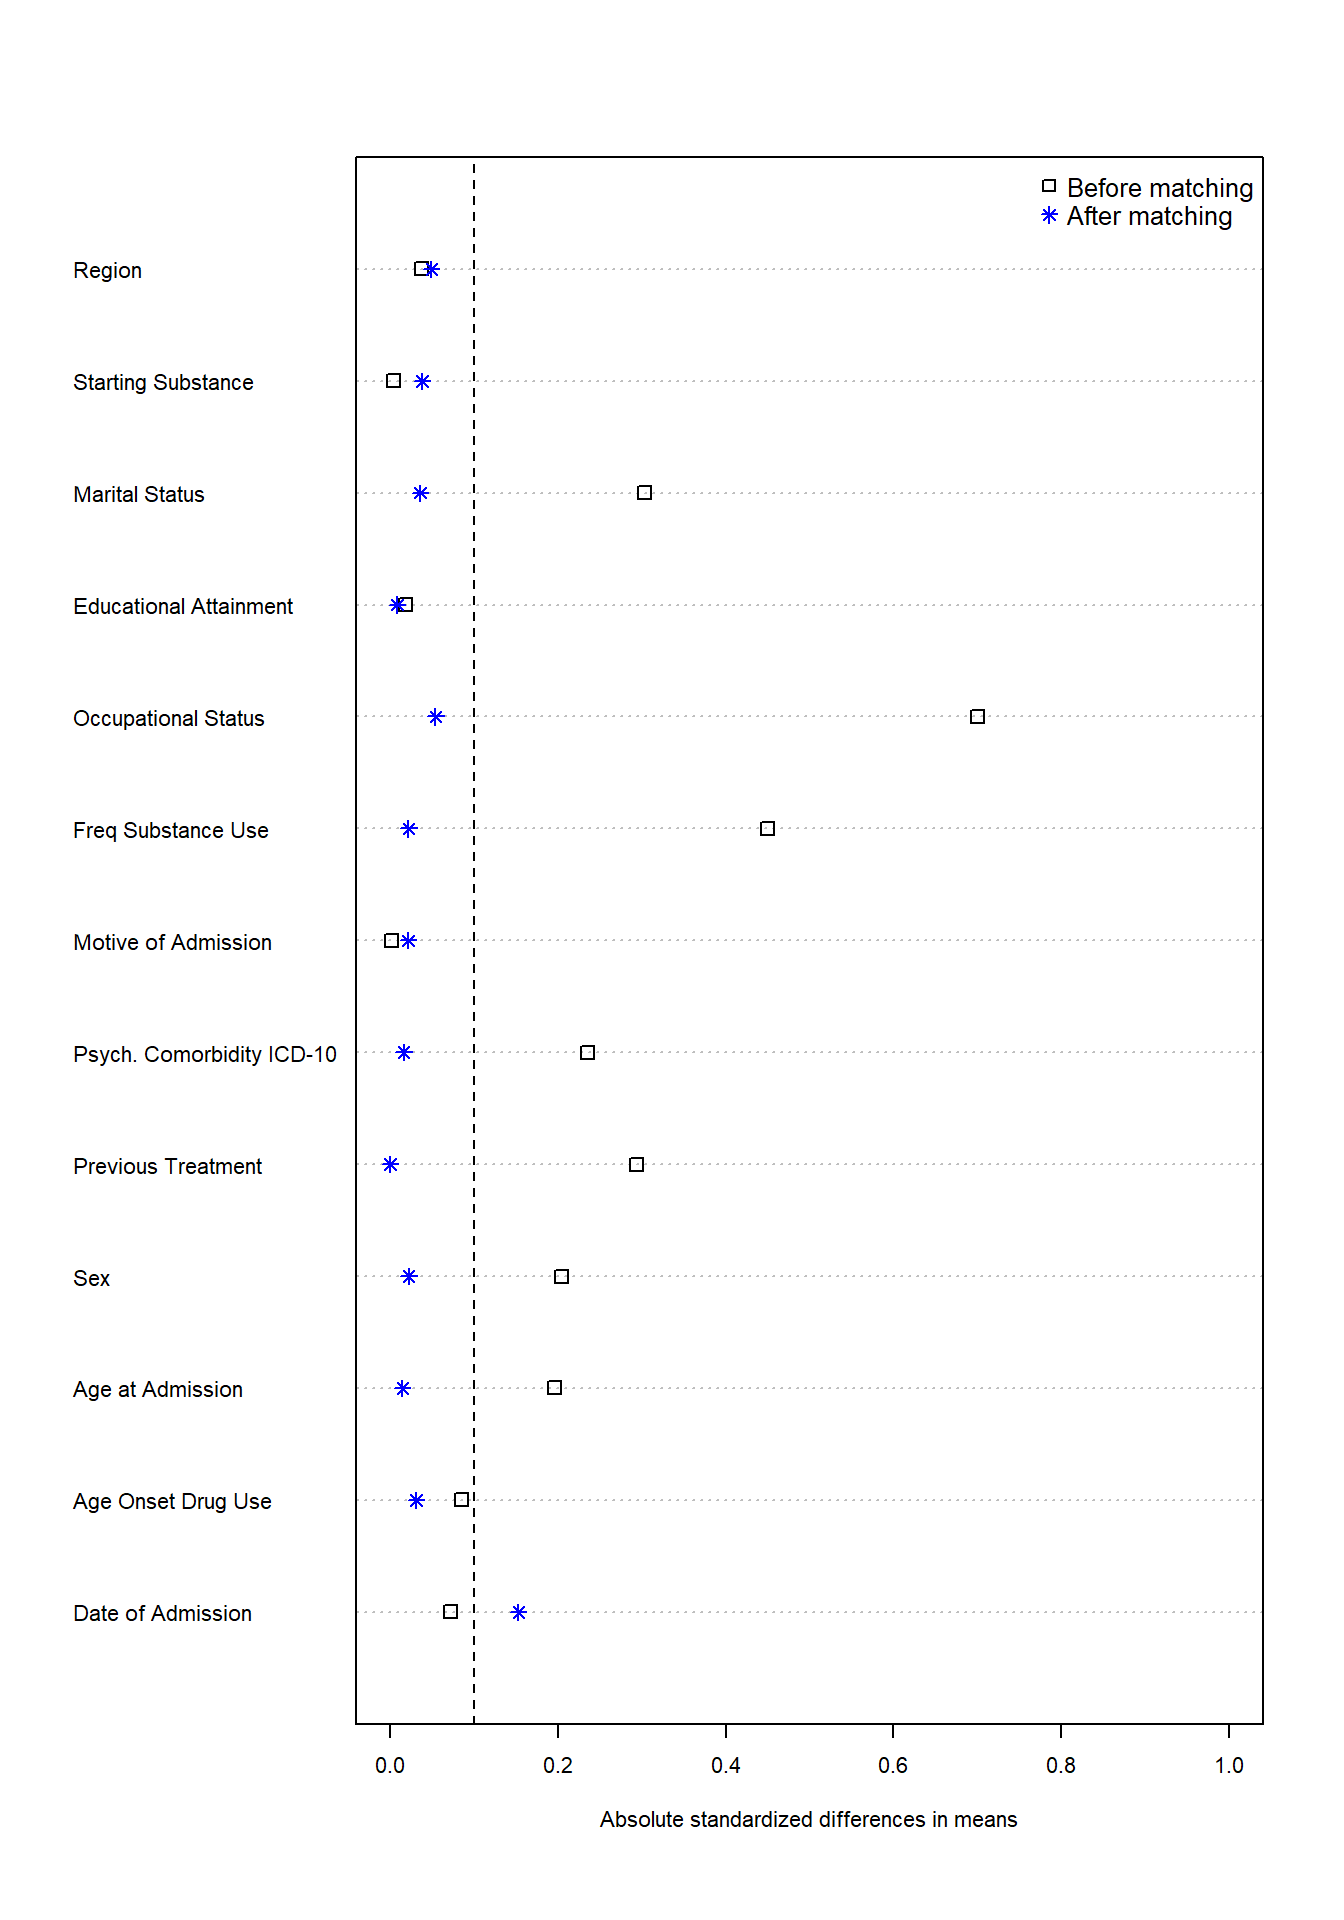 Before matching
After matching
Region
Starting Substance
Marital Status
Educational Attainment
Occupational Status
Freq Substance Use
Motive of Admission
Psych. Comorbidity ICD-10
Previous Treatment
Sex
Age at Admission
Age Onset Drug Use
Date of Admission
0.0 0.2 0.4 0.6 0.8 1.0
Absolute standardized differences in means